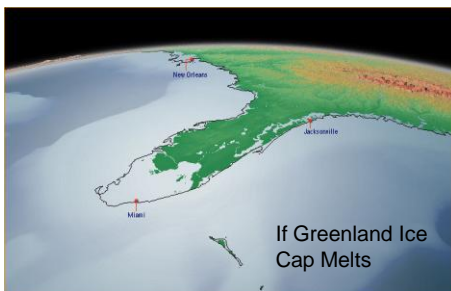 New Orleans
Jacksonville
Miami
If Greenland Ice
Cap Melts